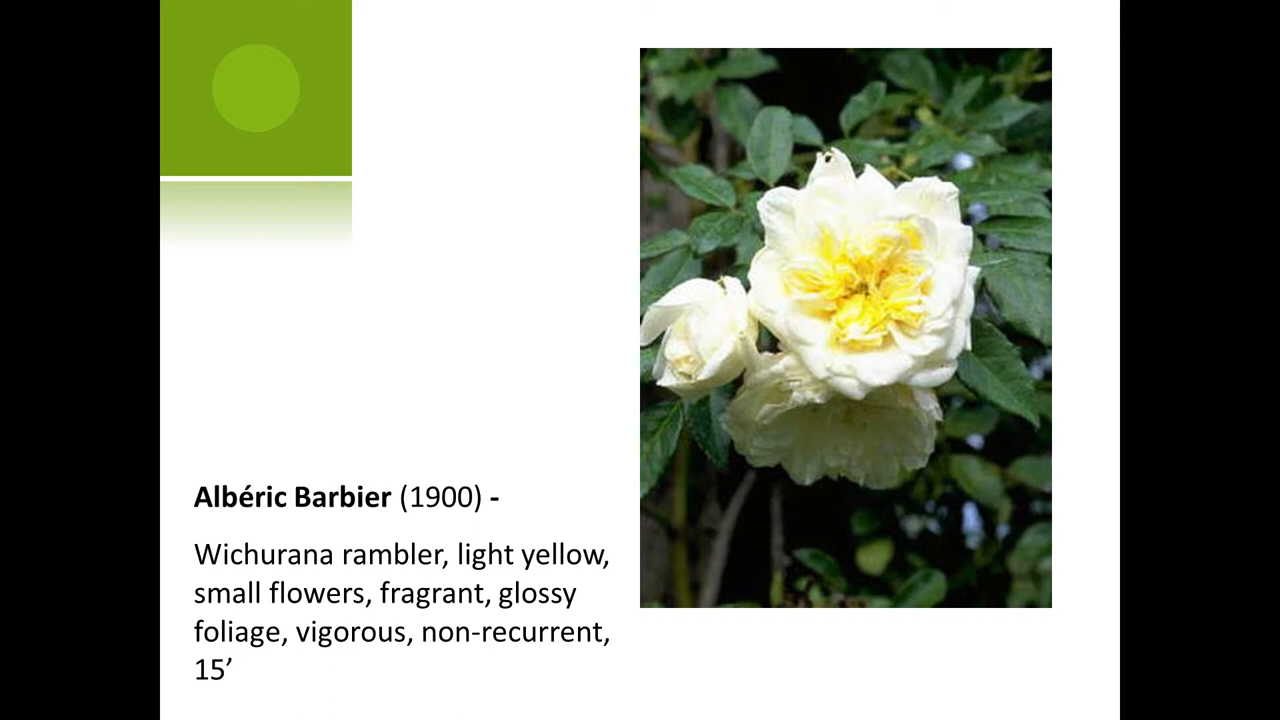 Albéric Barbier (1900) -
Wichurana rambler, light yellow,
small flowers, fragrant, glossy
foliage, vigorous, non-recurrent,
15’